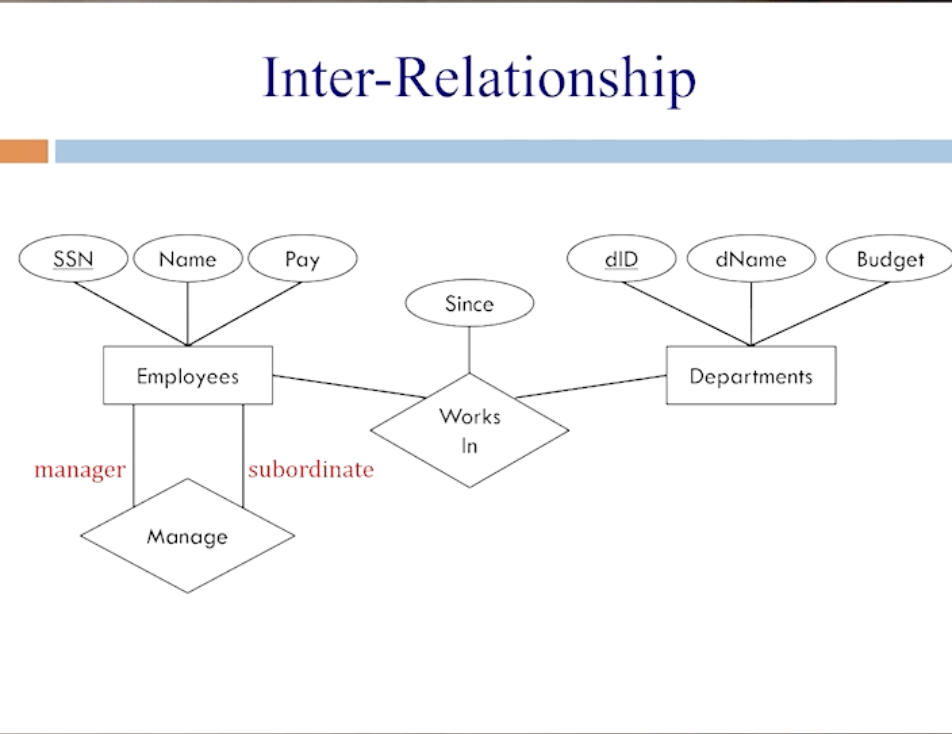 Inter-Relationship
SSN
Name
Pay
Since
dID
dName
Budget
Employees
Departments
Works
In
manager
subordinate
Manage